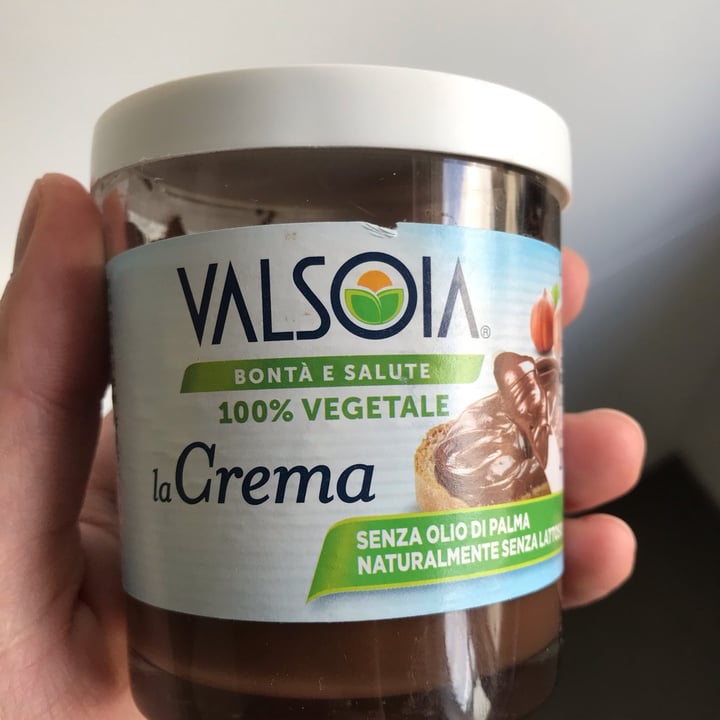 VALSOIA®
BONTÀ E SALUTE
100% VEGETALE
la Crema
SENZA OLIO DI PALMA
NATURALMENTE SENZA